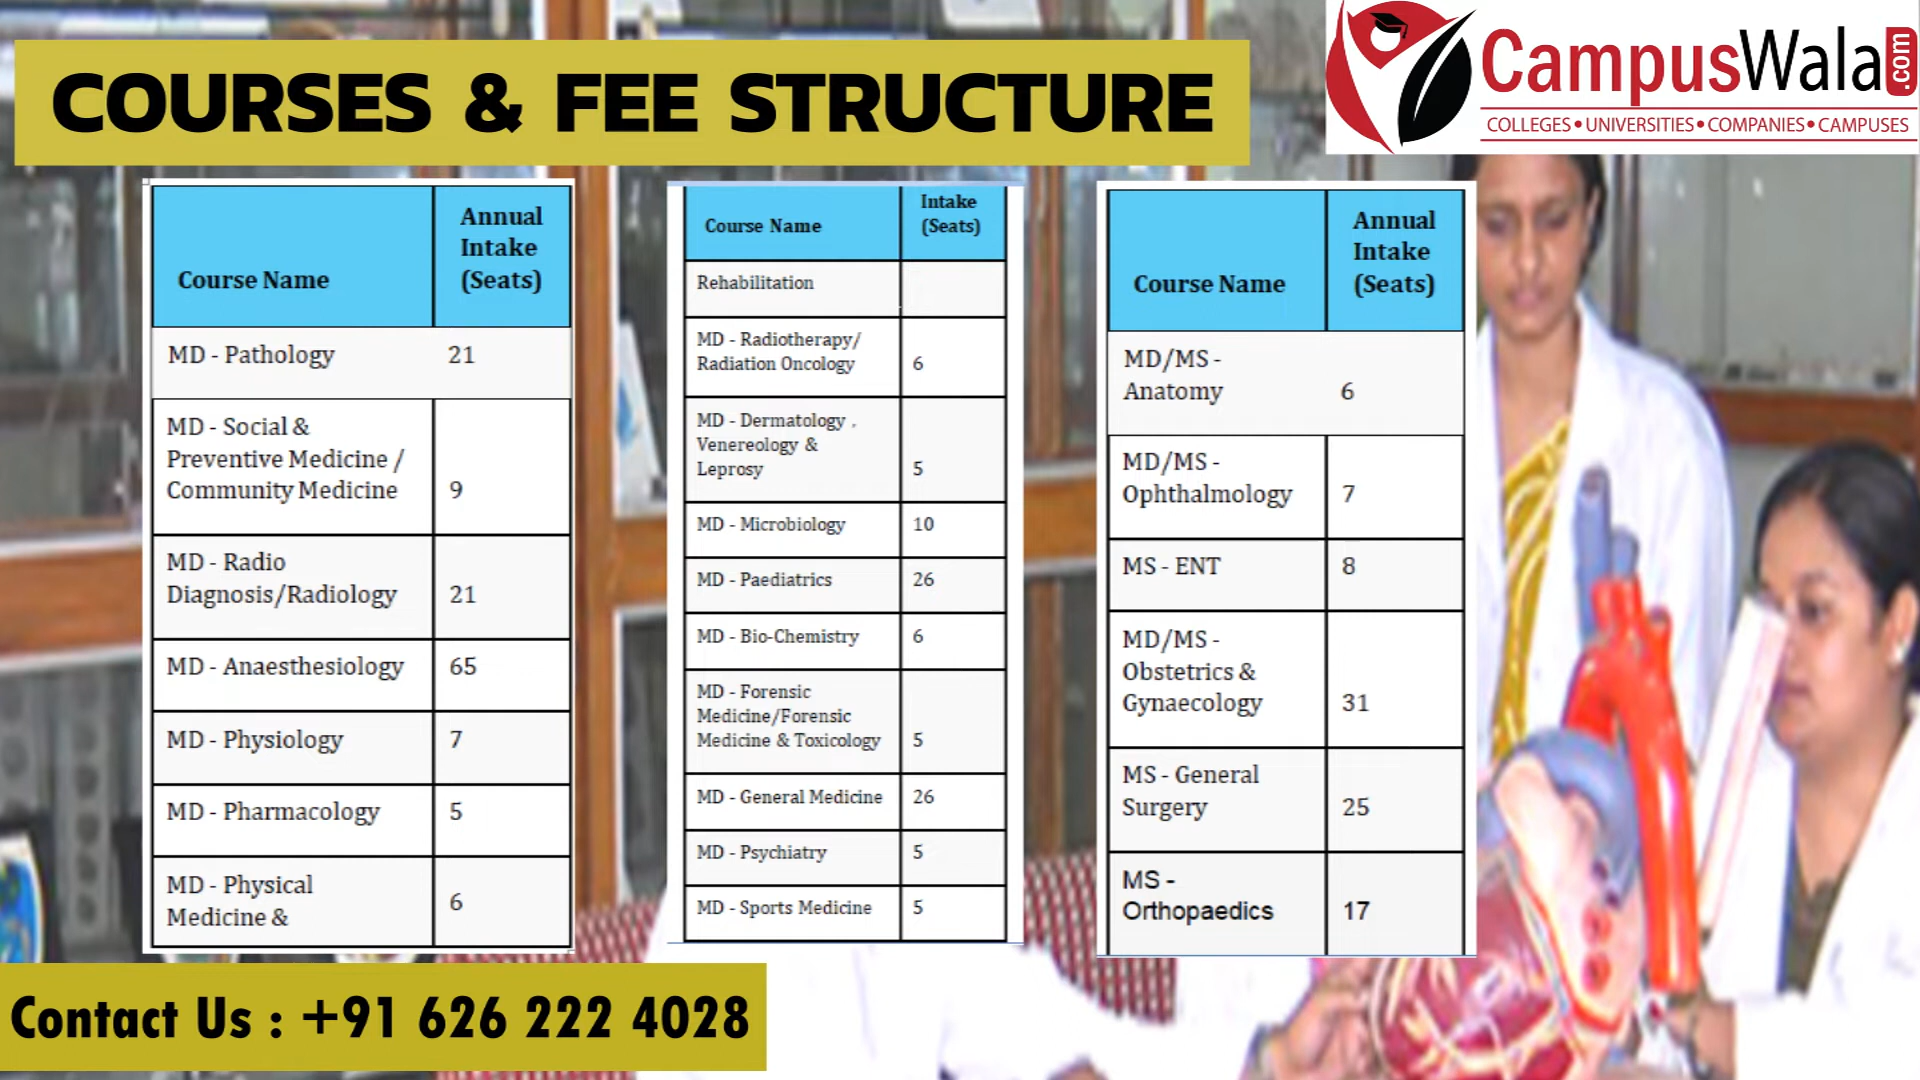 COURSES & FEE STRUCTURE
CampusWala.com
COLLEGES•UNIVERSITIES•COMPANIES•CAMPUSES
Course Name
Annual
Intake
(Seats)
MD - Pathology 21
MD - Social &
Preventive Medicine /
Community Medicine 9
MD - Radio
Diagnosis/Radiology 21
MD - Anaesthesiology 65
MD - Physiology 7
MD - Pharmacology 5
MD - Physical
Medicine & 6
Course Name
Intake
(Seats)
Rehabilitation
MD - Radiotherapy/
Radiation Oncology 6
MD - Dermatology ,
Venereology &
Leprosy 5
MD - Microbiology 10
MD - Paediatrics 26
MD - Bio-Chemistry 6
MD - Forensic
Medicine/Forensic
Medicine & Toxicology 5
MD - General Medicine 26
MD - Psychiatry 5
MD - Sports Medicine 5
Course Name
Annual
Intake
(Seats)
MD/MS -
Anatomy 6
MD/MS -
Ophthalmology 7
MS - ENT 8
MD/MS -
Obstetrics &
Gynaecology 31
MS - General
Surgery 25
MS -
Orthopaedics 17
Contact Us : +91 626 222 4028